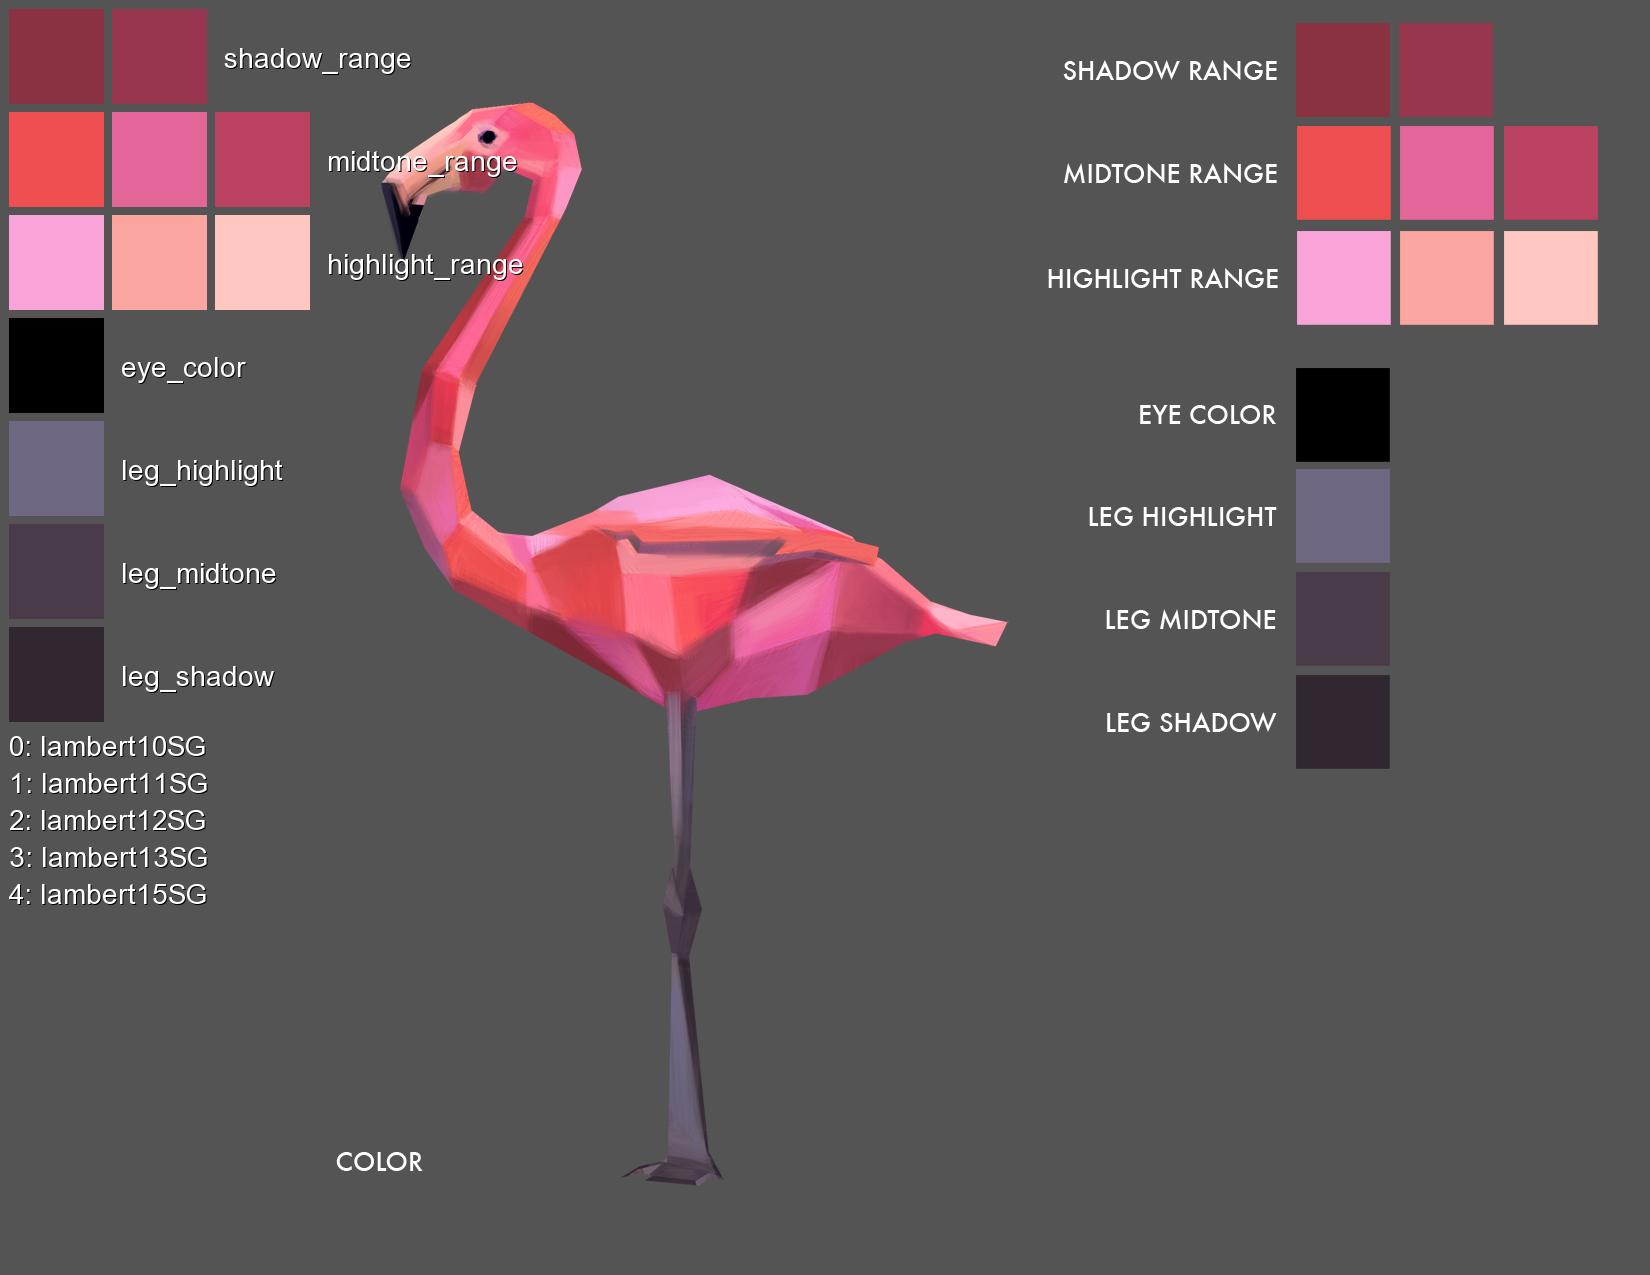 shadow_range
midtone_range
highlight_range
eye_color
leg_highlight
leg_midtone
leg_shadow
0: lambert10SG
1: lambert11SG
2: lambert12SG
3: lambert13SG
4: lambert15SG
SHADOW RANGE
MIDTONE RANGE
HIGHLIGHT RANGE
EYE COLOR
LEG HIGHLIGHT
LEG MIDTONE
LEG SHADOW
COLOR